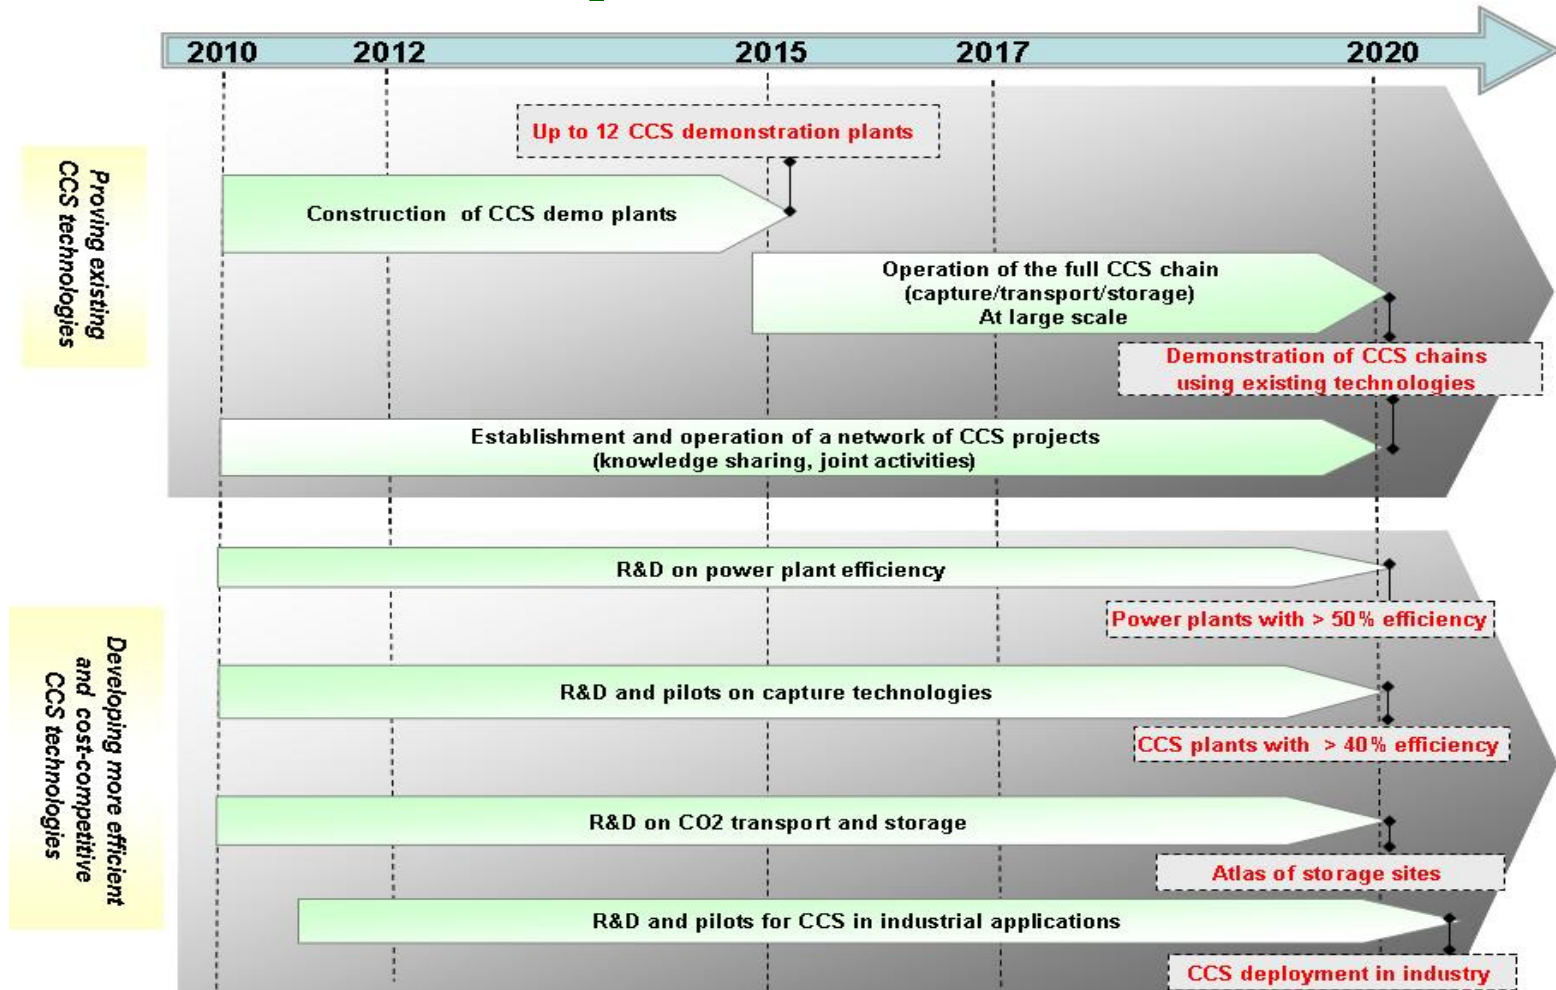 2010 2012 2015 2017 2020
Proving existing
CCS technologies
Up to 12 CCS demonstration plants
Construction of CCS demo plants
Operation of the full CCS chain
(capture/transport/storage)
At large scale
Demonstration of CCS chains
using existing technologies
Establishment and operation of a network of CCS projects
(knowledge sharing, joint activities)
Developing more efficient
and cost-competitive
CCS technologies
R&D on power plant efficiency
Power plants with > 50% efficiency
R&D and pilots on capture technologies
CCS plants with > 40% efficiency
R&D on CO2 transport and storage
Atlas of storage sites
R&D and pilots for CCS in industrial applications
CCS deployment in industry